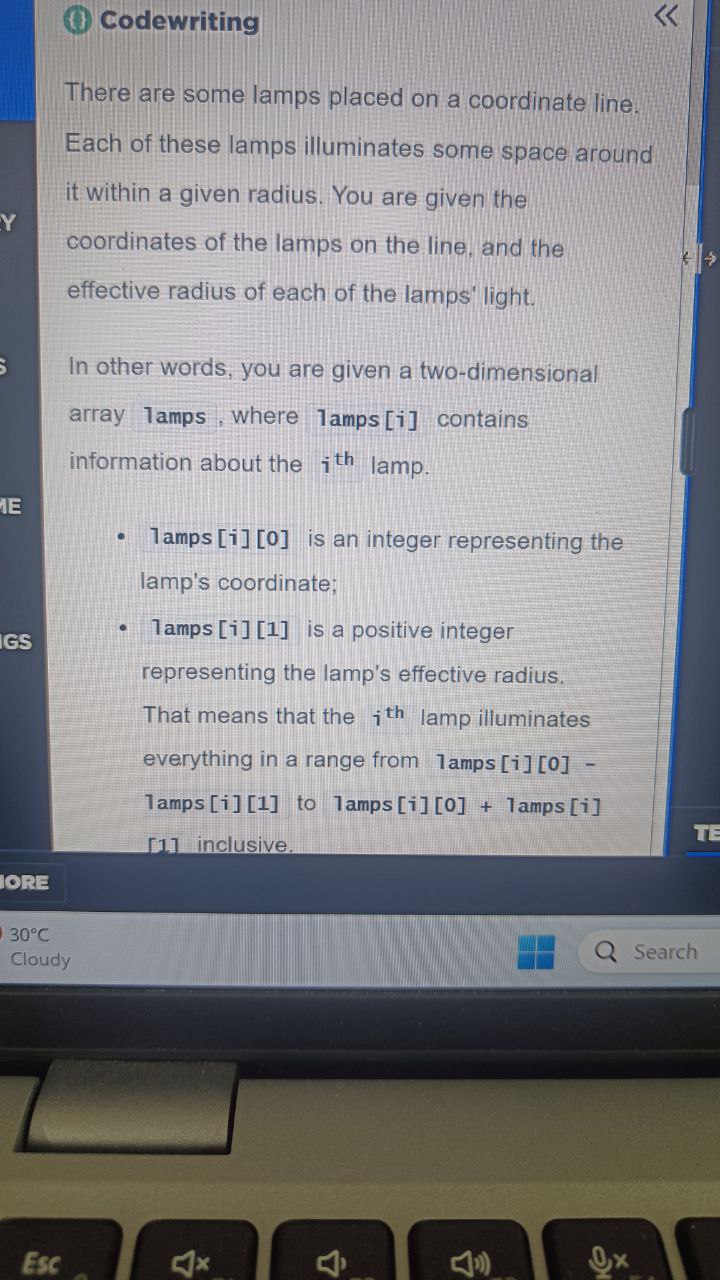 Codewriting
There are some lamps placed on a coordinate line.
Each of these lamps illuminates some space around
it within a given radius. You are given the
coordinates of the lamps on the line, and the
effective radius of each of the lamps' light.
In other words, you are given a two-dimensional
array lamps , where lamps[i] contains
information about the ith lamp.
• lamps[i][0] is an integer representing the
lamp's coordinate;
• lamps[i][1] is a positive integer
representing the lamp's effective radius.
That means that the ith lamp illuminates
everything in a range from lamps[i][0] -
lamps[i][1] to lamps[i][0] + lamps[i]
[1] inclusive.
Y
S
ME
GS
TE
ORE
30°C
Cloudy
Search
Esc